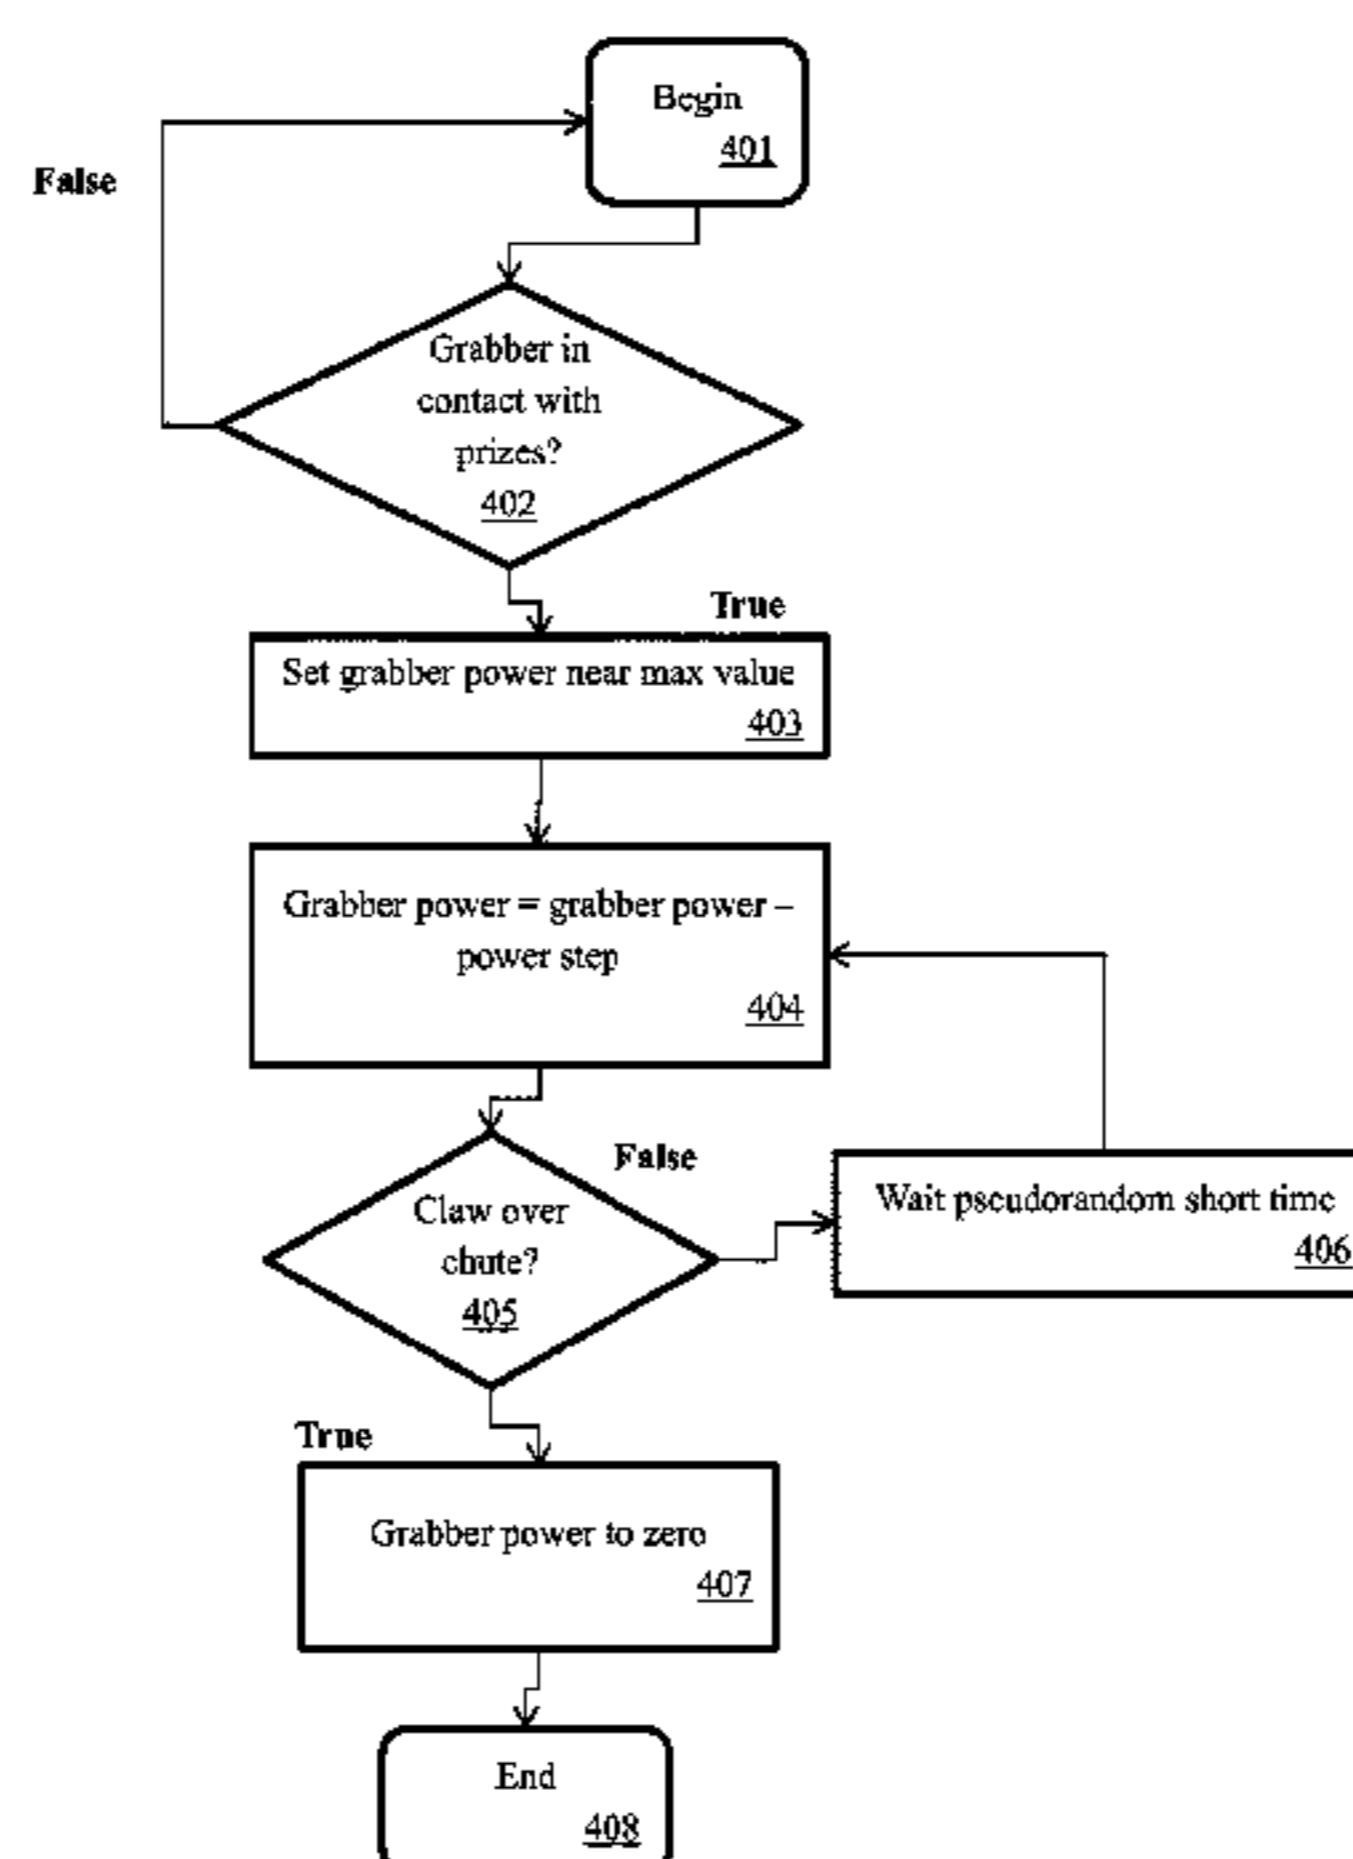 Begin
401
False
Grabber in
contact with
prizes?
402
True
Set grabber power near max value
403
Grabber power = grabber power –
power step
404
False
Claw over
chute?
405
Wait pseudorandom short time
406
True
Grabber power to zero
407
End
408